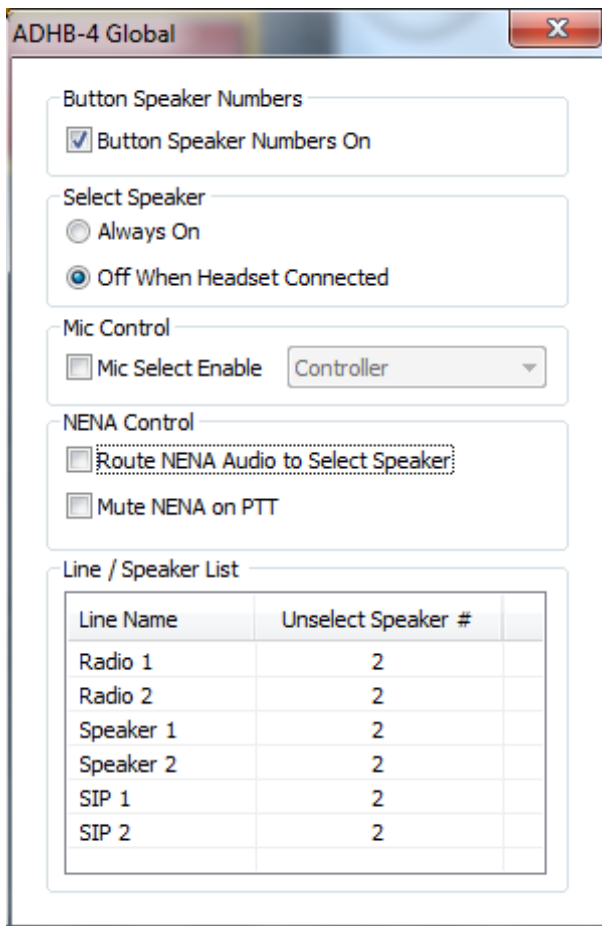 ADHB-4 Global
Button Speaker Numbers
Button Speaker Numbers On
Select Speaker
Always On
Off When Headset Connected
Mic Control
Mic Select Enable Controller
NENA Control
Route NENA Audio to Select Speaker
Mute NENA on PTT
Line / Speaker List
Line Name Unselect Speaker #
Radio 1 2
Radio 2 2
Speaker 1 2
Speaker 2 2
SIP 1 2
SIP 2 2